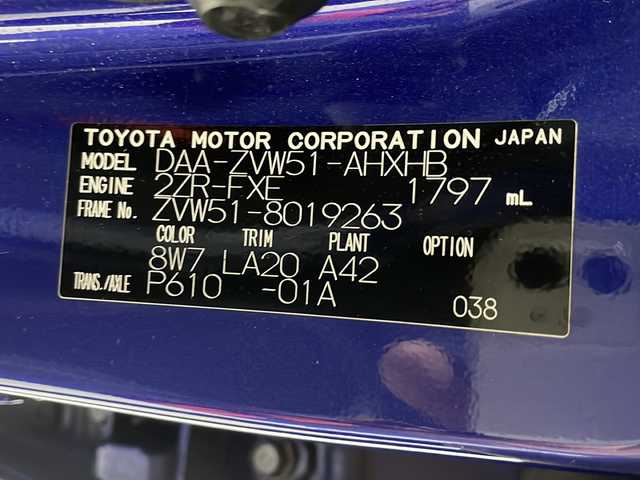 TOYOTA MOTOR CORPORATION JAPAN
MODEL DAA-ZVW51-AHXHB
ENGINE 2ZR-FXE 1797 mL
FRAME No. ZVW51-8019263
COLOR TRIM PLANT OPTION
8W7 LA20 A42
TRANS./AXLE P610 -01A
038